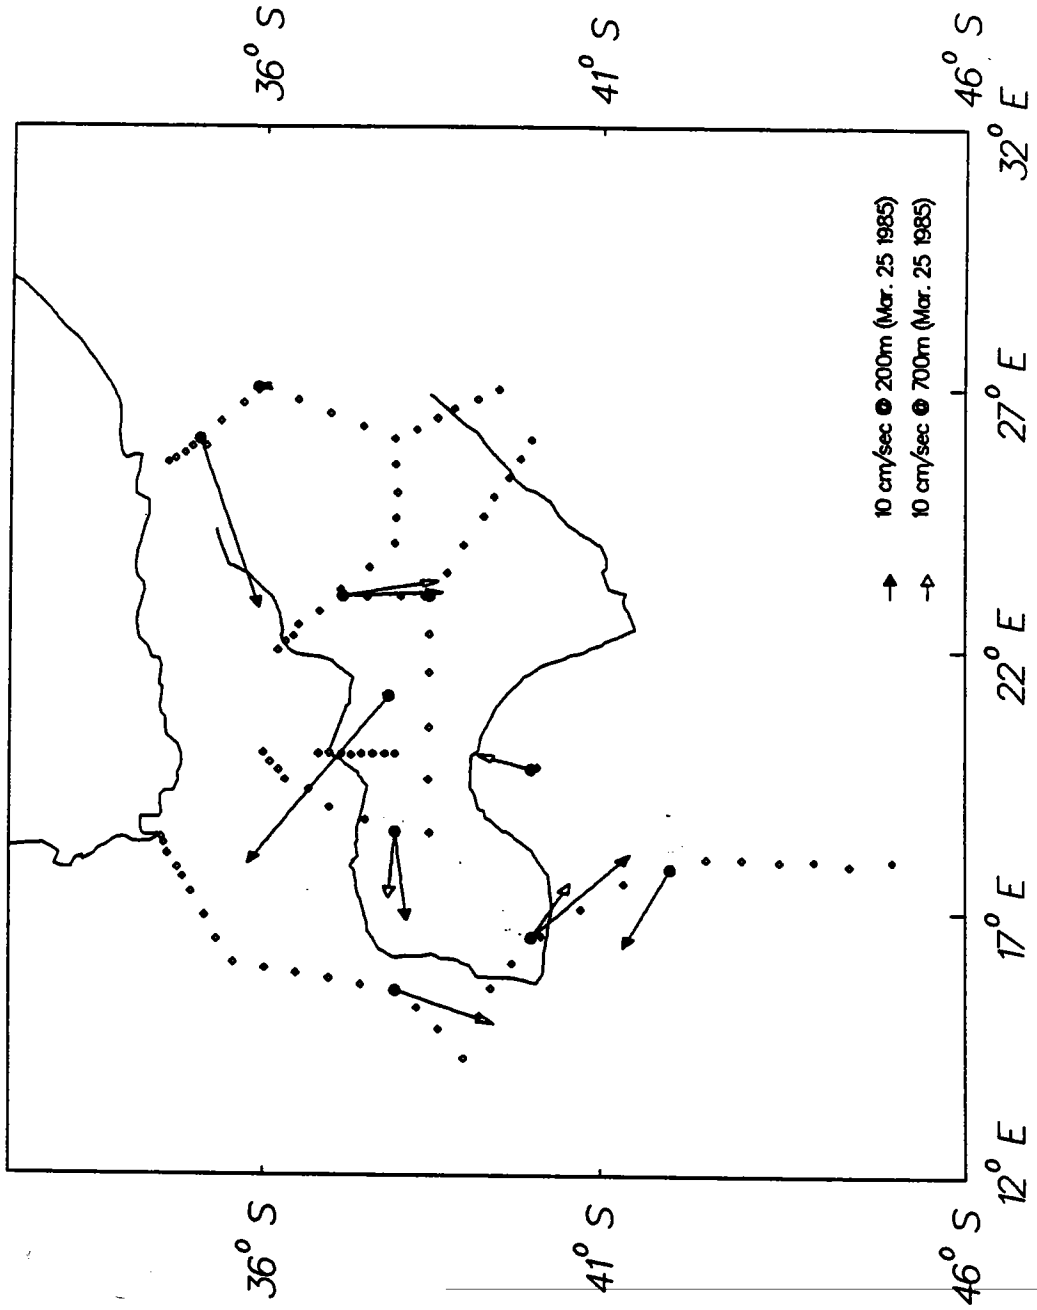 36° S
41° S
46° S
32° E
27° E
22° E
17° E
12° E
10 cm/sec @ 200m (Mar. 25 1985)
10 cm/sec @ 700m (Mar. 25 1985)
36° S
41° S
46° S